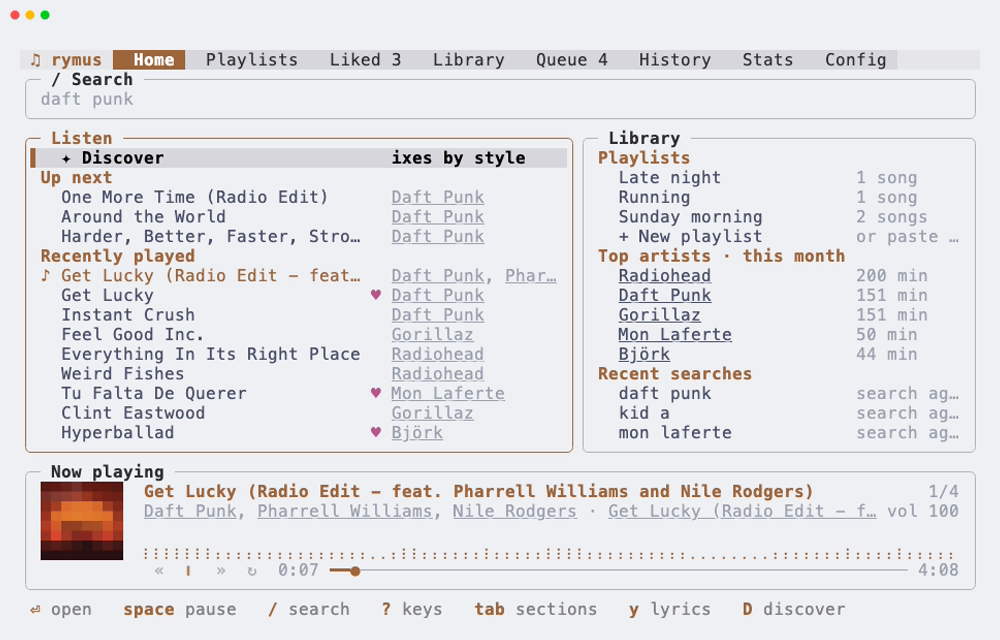 ♫ rymus Home Playlists Liked 3 Library Queue 4 History Stats Config
/ Search
daft punk
Listen
✦ Discover ixes by style
Up next
One More Time (Radio Edit) Daft Punk
Around the World Daft Punk
Harder, Better, Faster, Stro… Daft Punk
Recently played
♪ Get Lucky (Radio Edit – feat… Daft Punk, Phar…
Get Lucky ♥ Daft Punk
Instant Crush Daft Punk
Feel Good Inc. Gorillaz
Everything In Its Right Place Radiohead
Weird Fishes Radiohead
Tu Falta De Querer ♥ Mon Laferte
Clint Eastwood Gorillaz
Hyperballad ♥ Björk
Library
Playlists
Late night 1 song
Running 1 song
Sunday morning 2 songs
+ New playlist or paste …
Top artists · this month
Radiohead 200 min
Daft Punk 151 min
Gorillaz 151 min
Mon Laferte 50 min
Björk 44 min
Recent searches
daft punk search ag…
kid a search ag…
mon laferte search ag…
Now playing
Get Lucky (Radio Edit – feat. Pharrell Williams and Nile Rodgers) 1/4
Daft Punk, Pharrell Williams, Nile Rodgers · Get Lucky (Radio Edit – f… vol 100
« » ↻ 0:07 4:08
⏎ open space pause / search ? keys tab sections y lyrics D discover